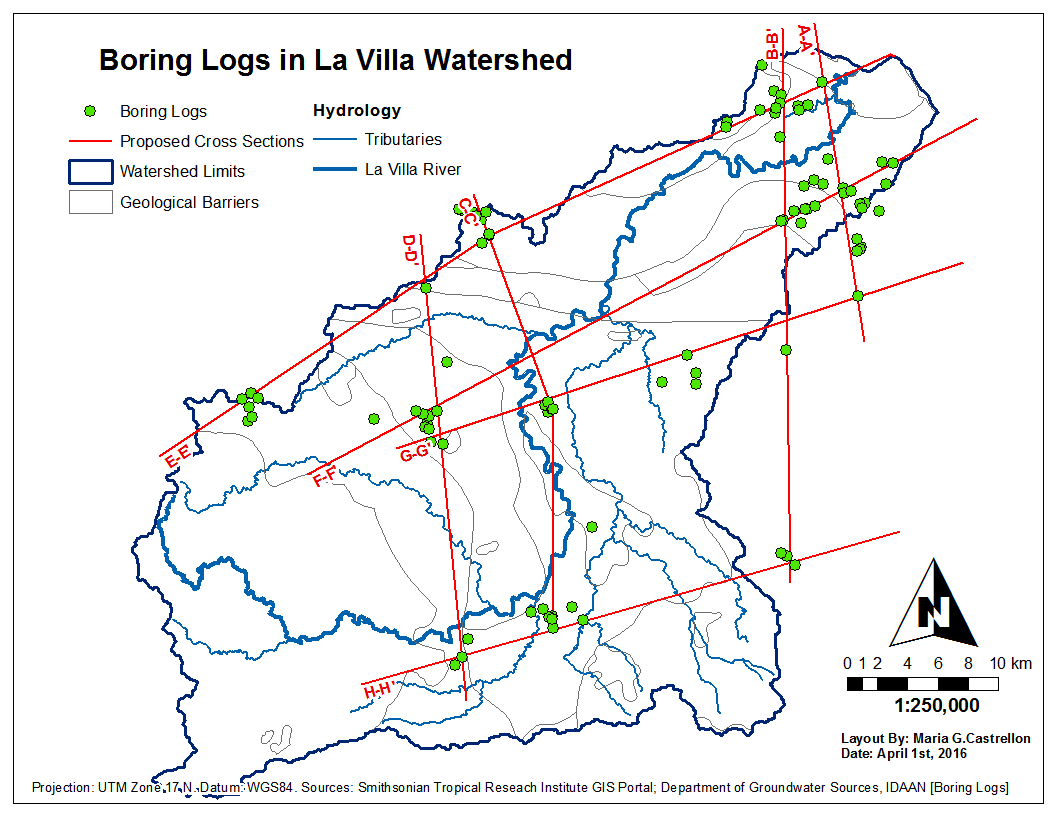 Boring Logs in La Villa Watershed
Boring Logs
Proposed Cross Sections
Watershed Limits
Geological Barriers
Hydrology
Tributaries
La Villa River
A-A'
B-B'
C-C'
D-D'
E-E'
F-F'
G-G'
H-H'
N
0 1 2 4 6 8 10 km
1:250,000
Layout By: Maria G.Castrellon
Date: April 1st, 2016
Projection: UTM Zone 17 N. Datum: WGS84. Sources: Smithsonian Tropical Reseach Institute GIS Portal; Department of Groundwater Sources, IDAAN [Boring Logs]